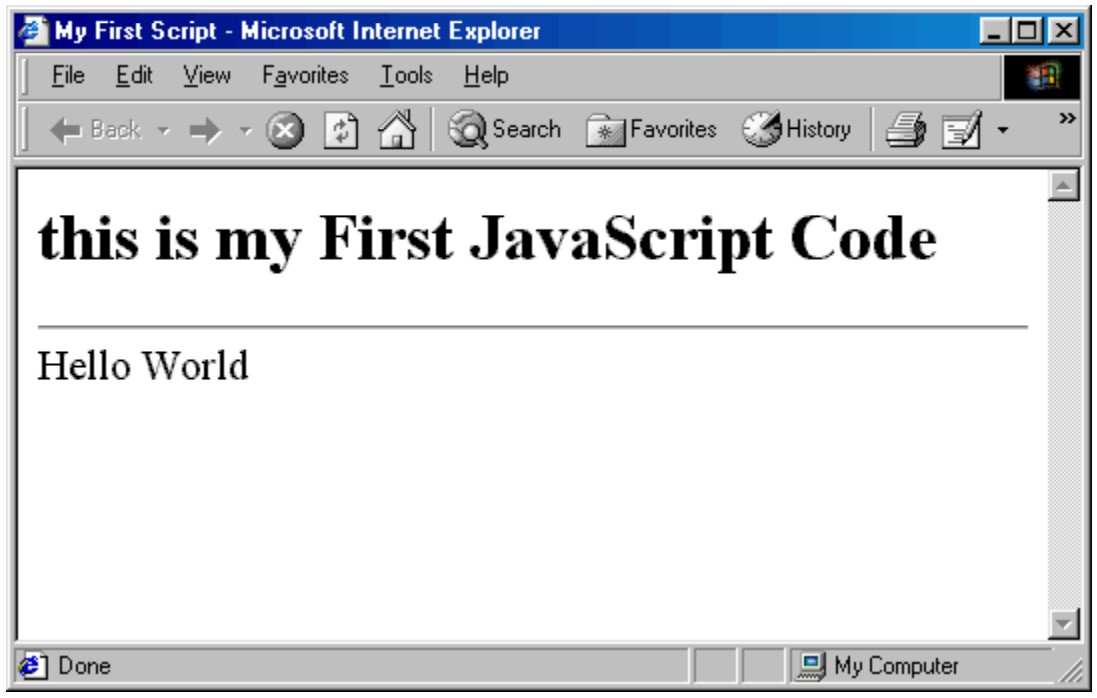 My First Script - Microsoft Internet Explorer
File Edit View Favorites Tools Help
Back Search Favorites History »
this is my First JavaScript Code
Hello World
Done My Computer